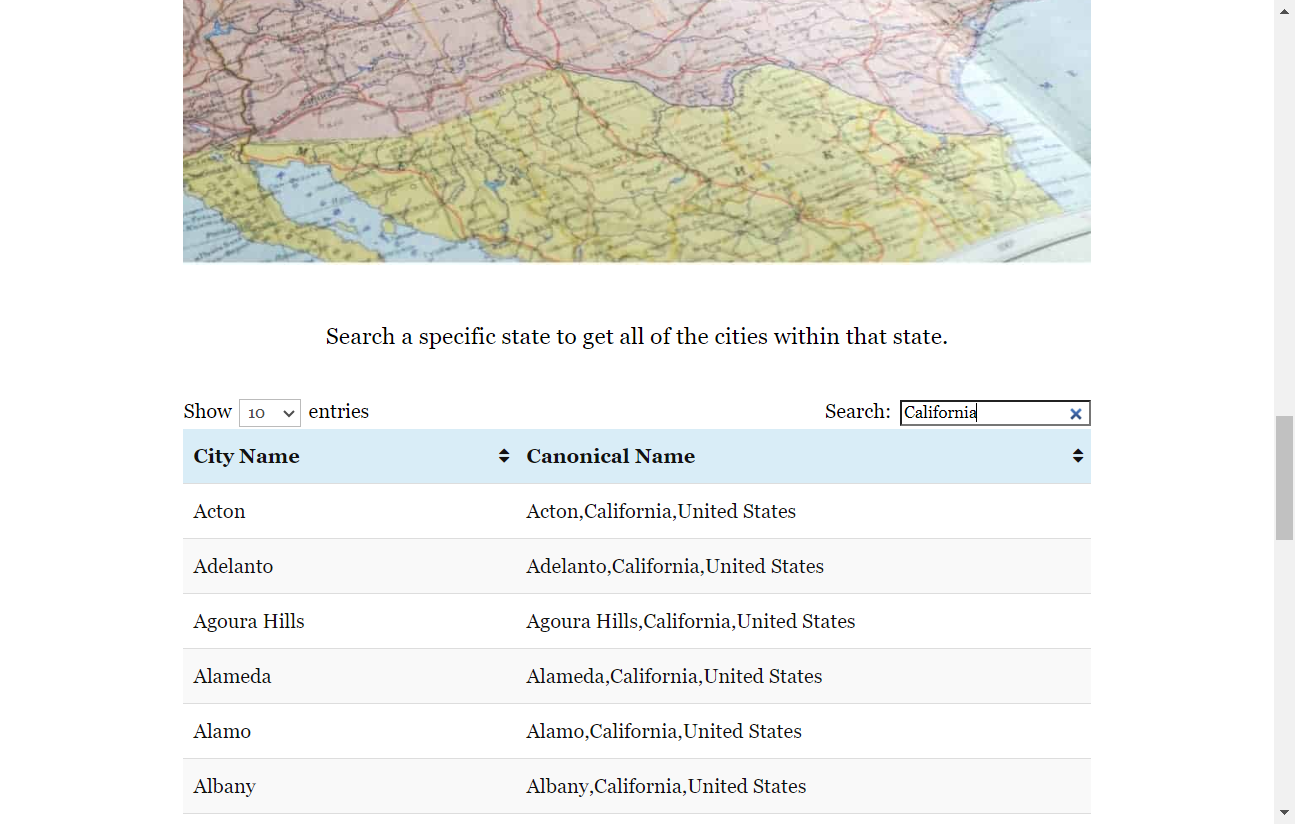 Search a specific state to get all of the cities within that state.
Show 10 entries Search: California
City Name Canonical Name
Acton Acton,California,United States
Adelanto Adelanto,California,United States
Agoura Hills Agoura Hills,California,United States
Alameda Alameda,California,United States
Alamo Alamo,California,United States
Albany Albany,California,United States